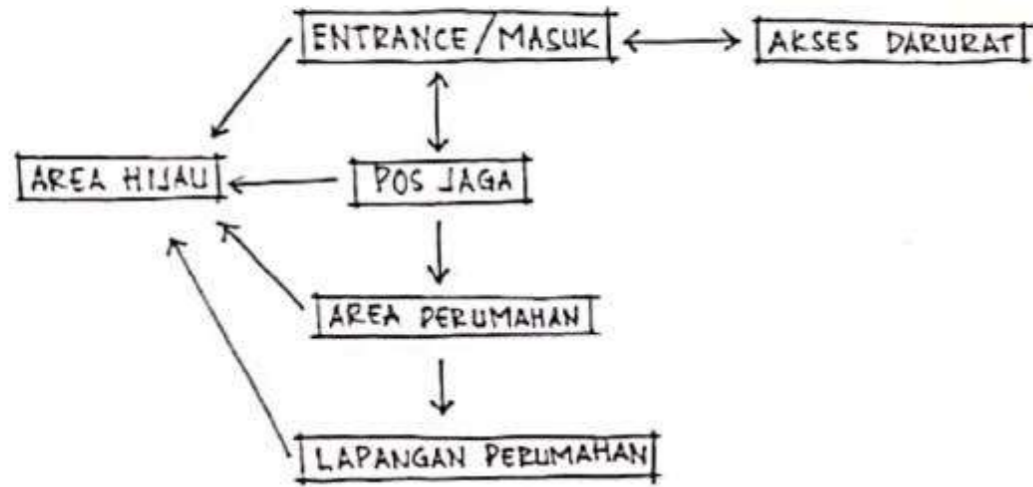 ENTRANCE/MASUK
AKSES DARURAT
AREA HIJAU
POS JAGA
AREA PERUMAHAN
LAPANGAN PERUMAHAN